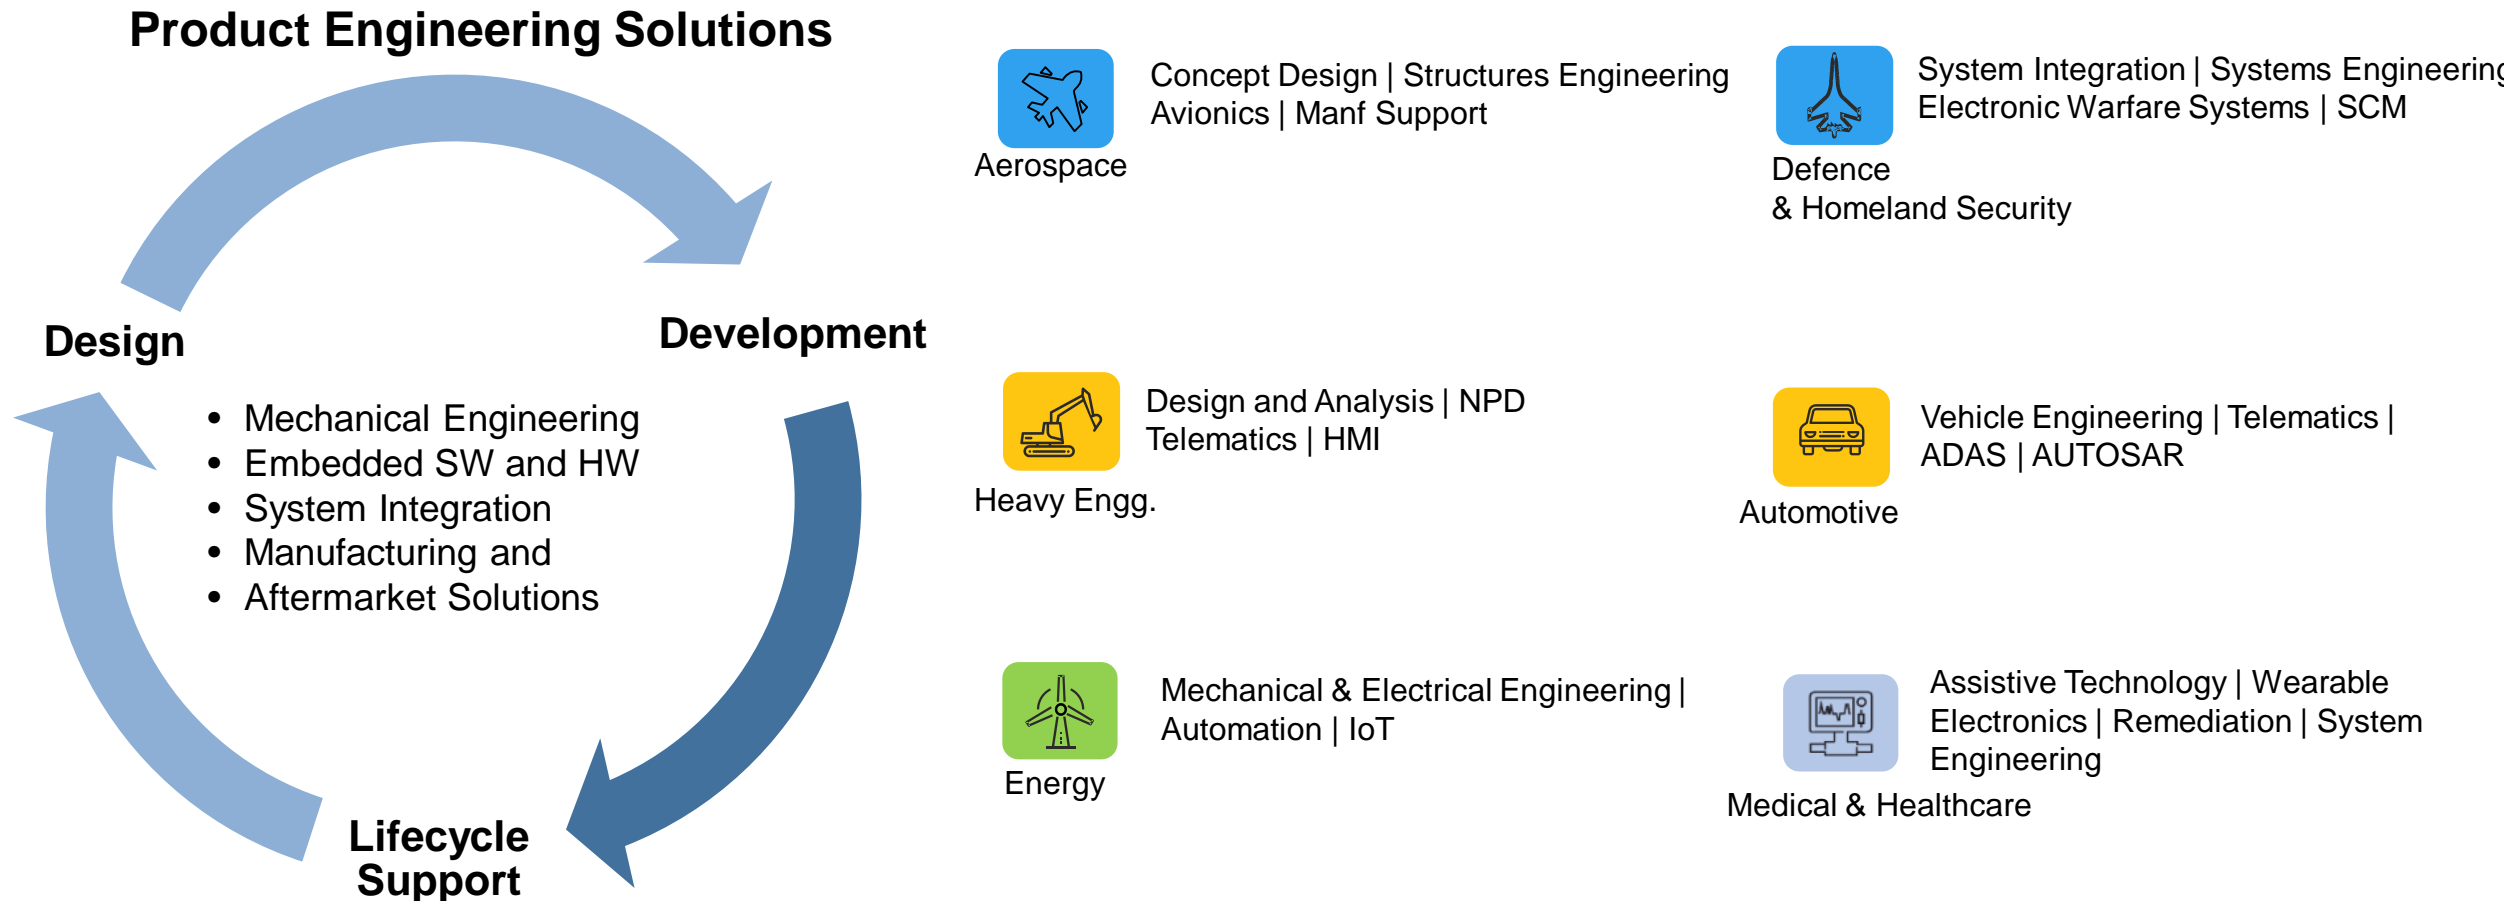 Product Engineering Solutions
Design
Development
• Mechanical Engineering
• Embedded SW and HW
• System Integration
• Manufacturing and
• Aftermarket Solutions
Lifecycle
Support
Concept Design | Structures Engineering
Avionics | Manf Support
Aerospace
System Integration | Systems Engineering
Electronic Warfare Systems | SCM
Defence
& Homeland Security
Design and Analysis | NPD
Telematics | HMI
Heavy Engg.
Vehicle Engineering | Telematics |
ADAS | AUTOSAR
Automotive
Mechanical & Electrical Engineering |
Automation | IoT
Energy
Assistive Technology | Wearable
Electronics | Remediation | System
Engineering
Medical & Healthcare